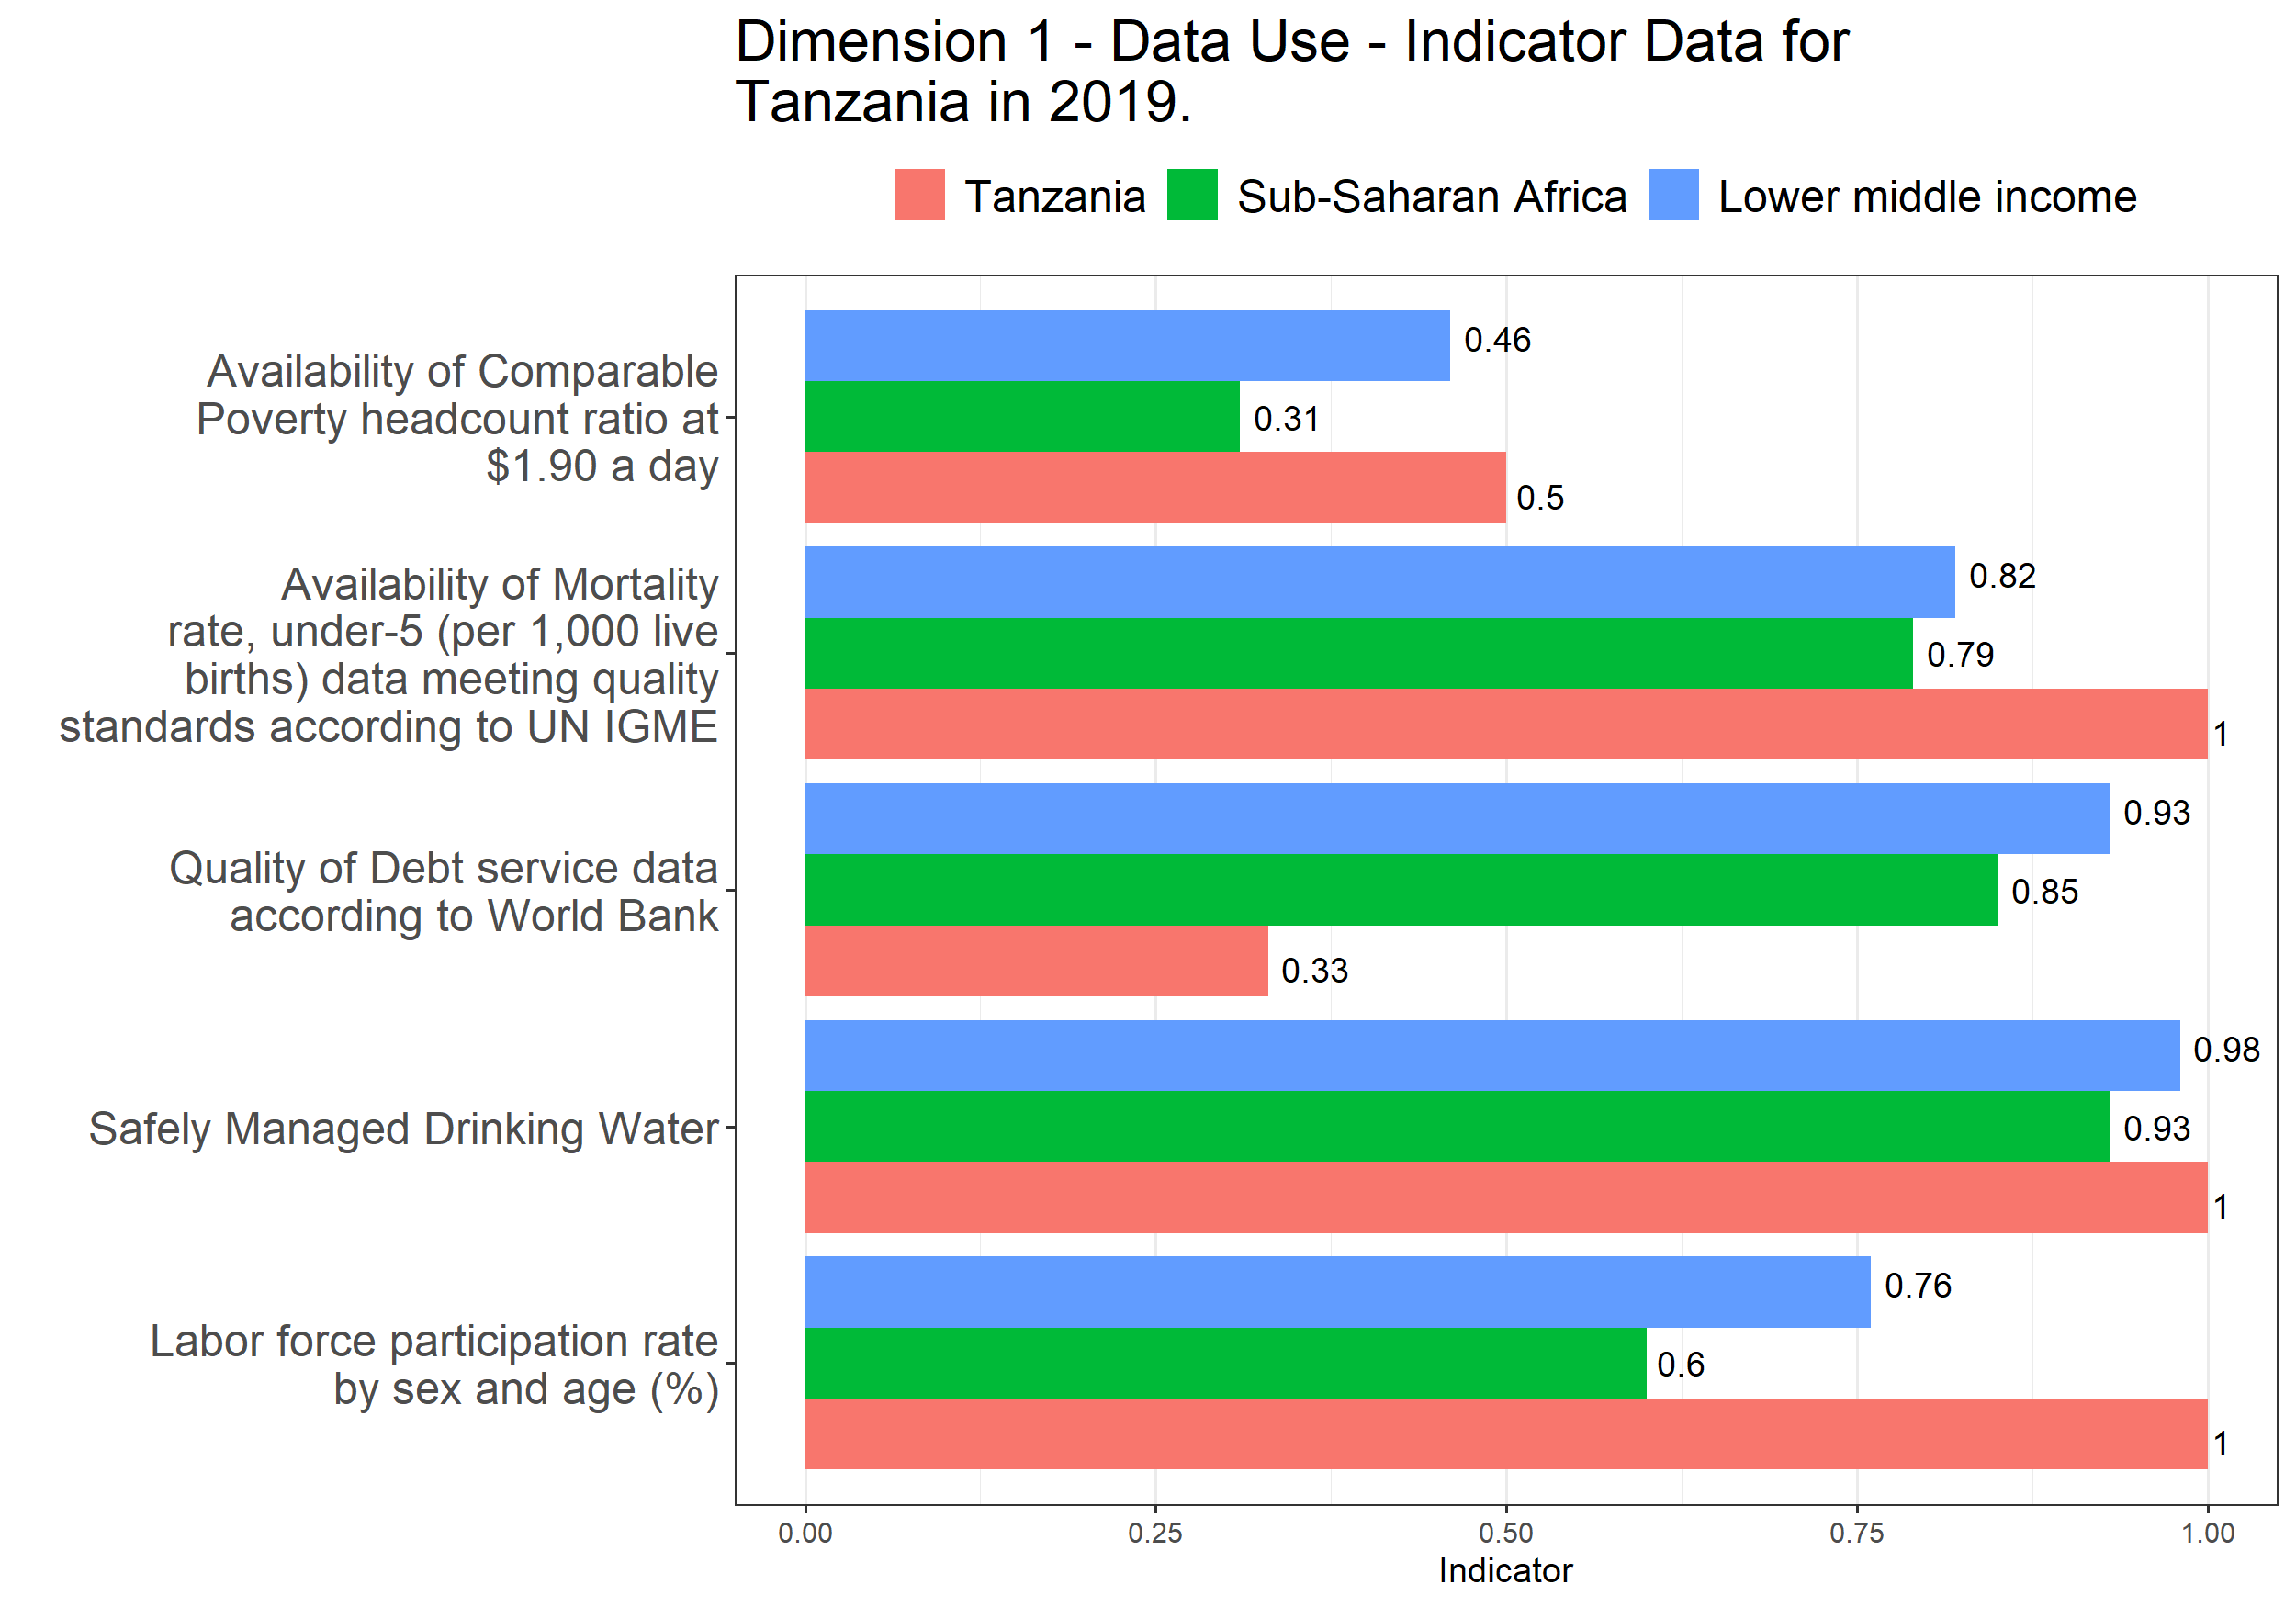 Dimension 1 - Data Use - Indicator Data for
Tanzania in 2019.
Tanzania
Sub-Saharan Africa
Lower middle income
Availability of Comparable
Poverty headcount ratio at
$1.90 a day
0.46
0.31
0.5
Availability of Mortality
rate, under-5 (per 1,000 live
births) data meeting quality
standards according to UN IGME
0.82
0.79
1
Quality of Debt service data
according to World Bank
0.93
0.85
0.33
Safely Managed Drinking Water
0.98
0.93
1
Labor force participation rate
by sex and age (%)
0.76
0.6
1
0.00
0.25
0.50
0.75
1.00
Indicator